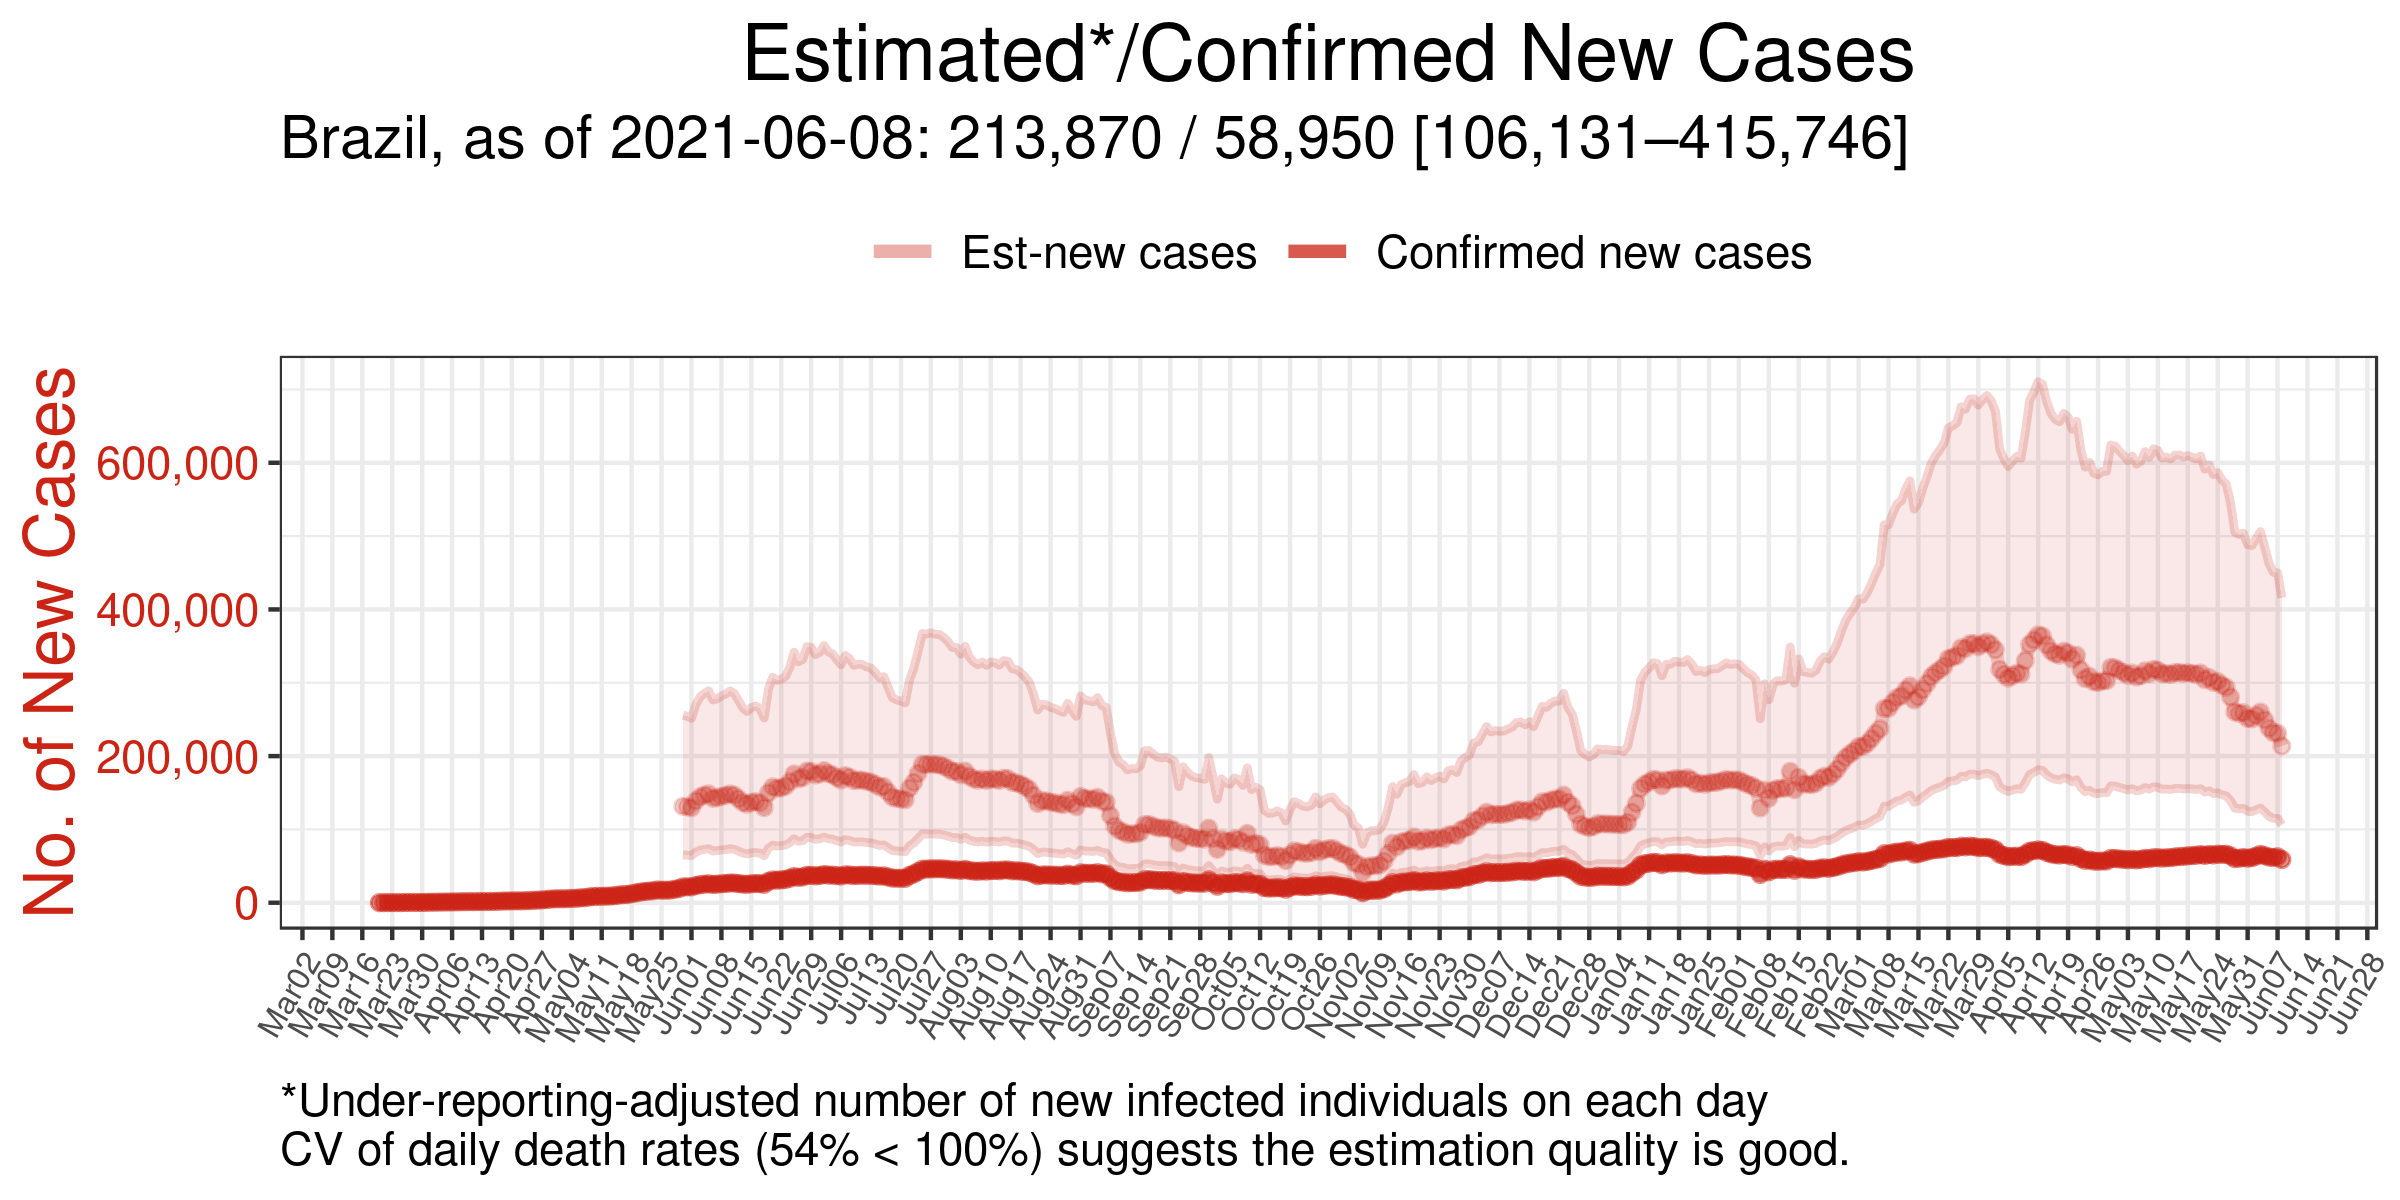 Estimated*/Confirmed New Cases
Brazil, as of 2021-06-08: 213,870 / 58,950 [106,131–415,746]
Est-new cases
Confirmed new cases
No. of New Cases
600,000
400,000
200,000
0
Mar02
Mar09
Mar16
Mar23
Mar30
Apr06
Apr13
Apr20
Apr27
May04
May11
May18
May25
Jun01
Jun08
Jun15
Jun22
Jun29
Jul06
Jul13
Jul20
Jul27
Aug03
Aug10
Aug17
Aug24
Aug31
Sep07
Sep14
Sep21
Sep28
Oct05
Oct12
Oct19
Oct26
Nov02
Nov09
Nov16
Nov23
Nov30
Dec07
Dec14
Dec21
Dec28
Jan04
Jan11
Jan18
Jan25
Feb01
Feb08
Feb15
Feb22
Mar01
Mar08
Mar15
Mar22
Mar29
Apr05
Apr12
Apr19
Apr26
May03
May10
May17
May24
May31
Jun07
Jun14
Jun21
Jun28
*Under-reporting-adjusted number of new infected individuals on each day
CV of daily death rates (54% < 100%) suggests the estimation quality is good.